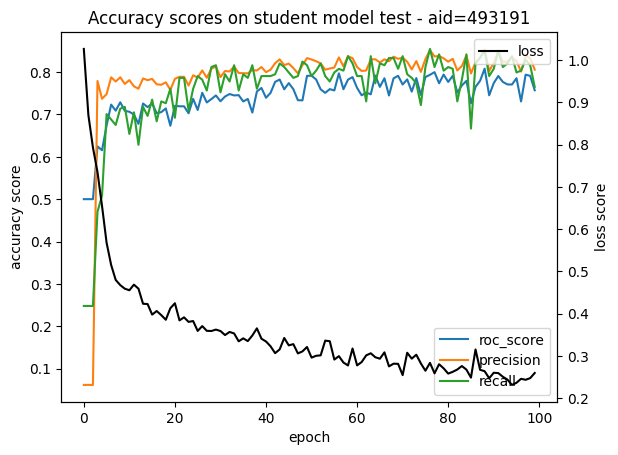 Accuracy scores on student model test - aid=493191
loss
0.8
0.7
0.6
0.5
0.4
0.3
0.2
0.1
accuracy score
1.0
0.9
0.8
0.7
0.6
0.5
0.4
0.3
0.2
loss score
roc_score
precision
recall
0
20
40
60
80
100
epoch